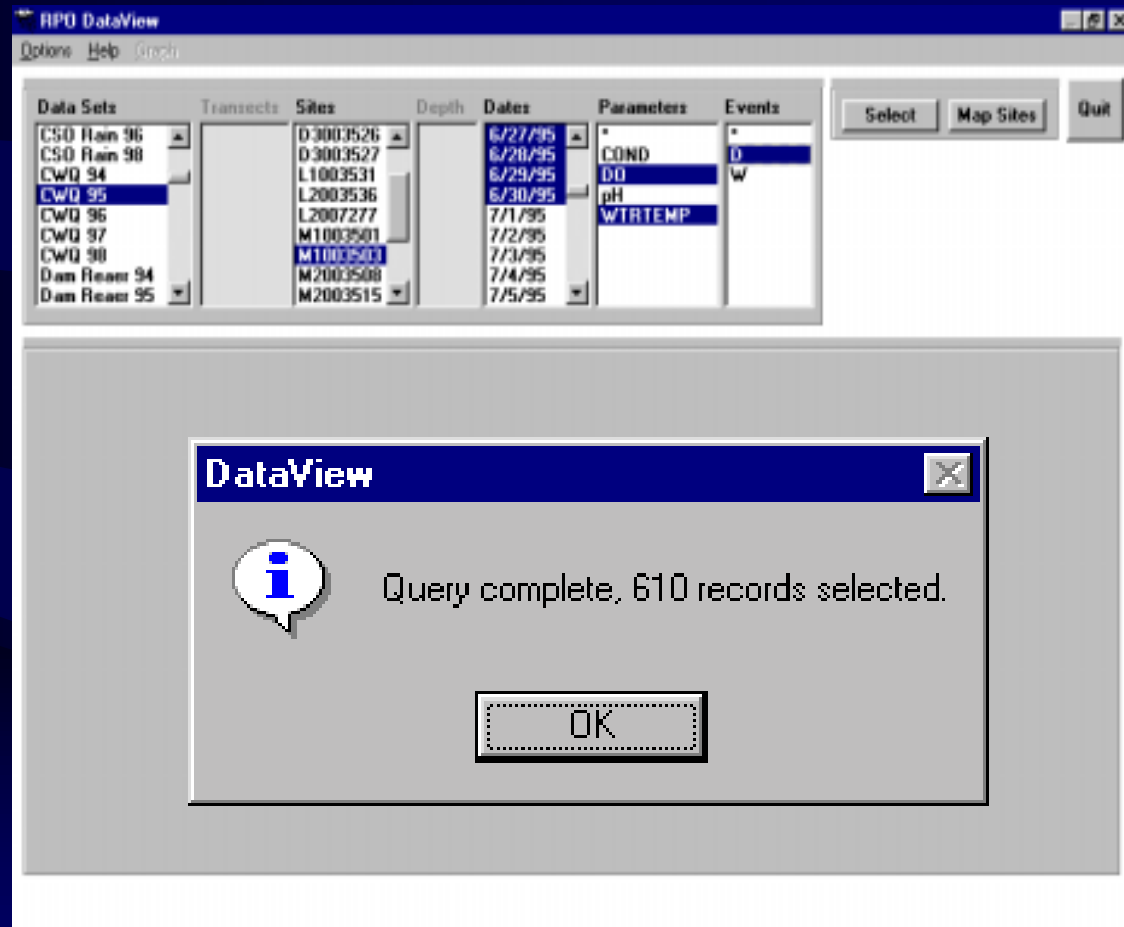 RPO DataView
Options Help Graph
Data Sets
CSO Rain 96
CSO Rain 98
CWQ 94
CWQ 95
CWQ 96
CWQ 97
CWQ 98
Dam Reaer 94
Dam Reaer 95
Transects
Sites
D3003526
D3003527
L1003531
L2003536
L2007277
M1003501
M1003503
M2003508
M2003515
Depth
Dates
6/27/95
6/28/95
6/29/95
6/30/95
7/1/95
7/2/95
7/3/95
7/4/95
7/5/95
Parameters
*
COND
DO
pH
WTRTEMP
Events
*
D
W
Select
Map Sites
Quit
DataView
Query complete, 610 records selected.
OK